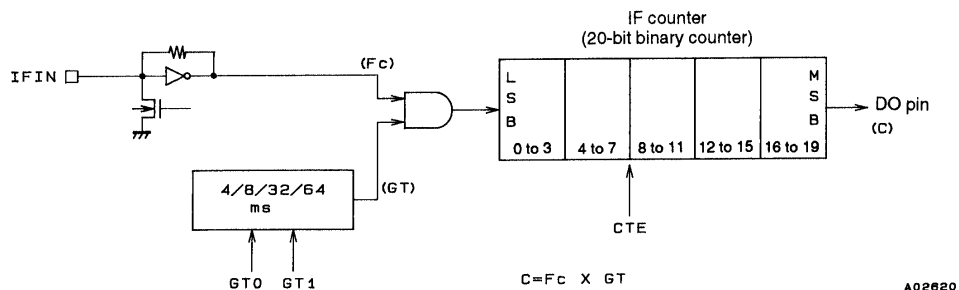 IF counter
(20-bit binary counter)
IFIN
(Fc)
L
S
B
M
S
B
DO pin
(C)
0 to 3
4 to 7
8 to 11
12 to 15
16 to 19
4/8/32/64
ms
(GT)
CTE
GT0
GT1
C=Fc X GT
A02620